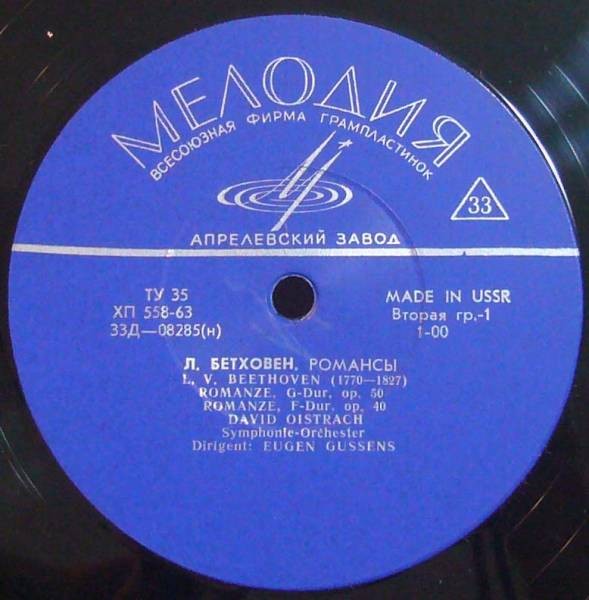 МЕЛОДИЯ
ВСЕСОЮЗНАЯ ФИРМА ГРАМПЛАСТИНОК
33
АПРЕЛЕВСКИЙ ЗАВОД
ТУ 35
ХП 558-63
33Д—08285(н)
MADE IN USSR
Вторая гр.-1
1-00
Л. БЕТХОВЕН, РОМАНСЫ
L. V. BEETHOVEN (1770—1827)
ROMANZE, G-Dur, op. 50
ROMANZE, F-Dur, op. 40
DAVID OISTRACH
Symphonie-Orchester
Dirigent: EUGEN GUSSENS